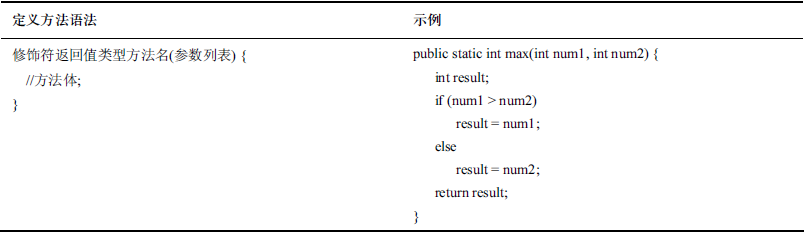 定义方法语法 示例
修饰符返回值类型方法名(参数列表) {
//方法体;
}
public static int max(int num1, int num2) {
int result;
if (num1 > num2)
result = num1;
else
result = num2;
return result;
}